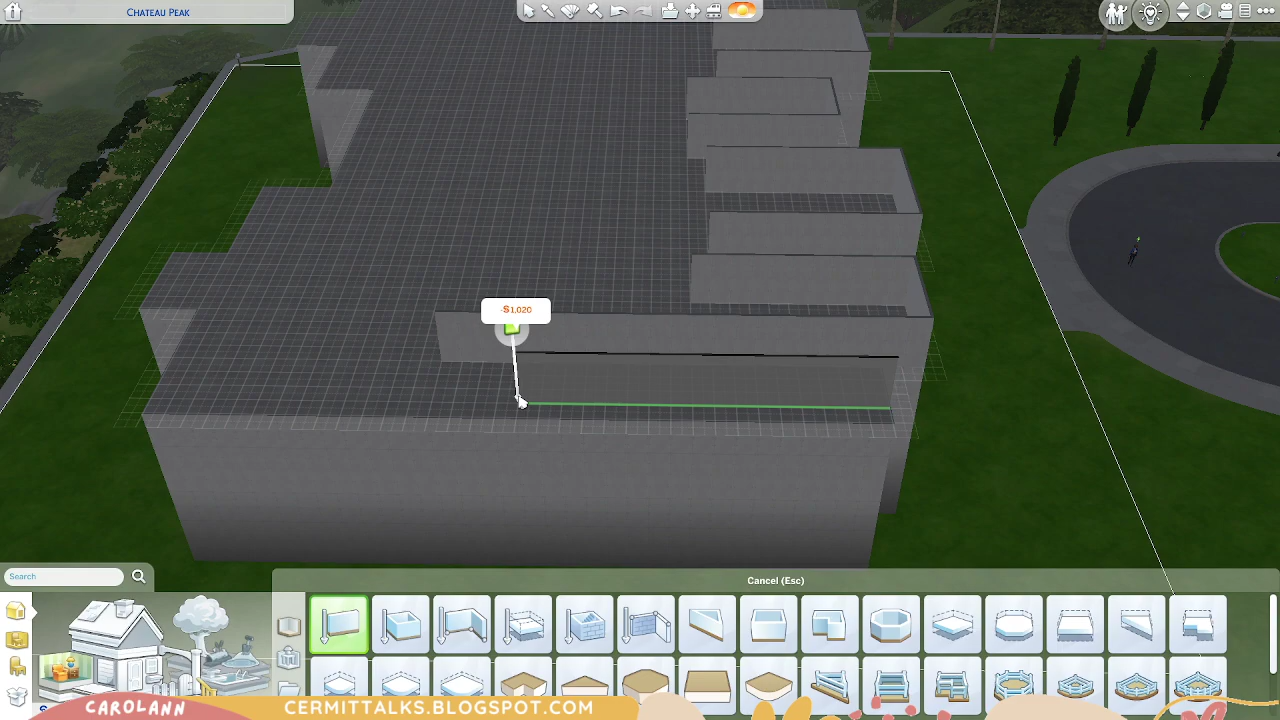 CHATEAU PEAK
-§1,020
Cancel (Esc)
Search
CAROLANN
CERMITTALKS.BLOGSPOT.COM